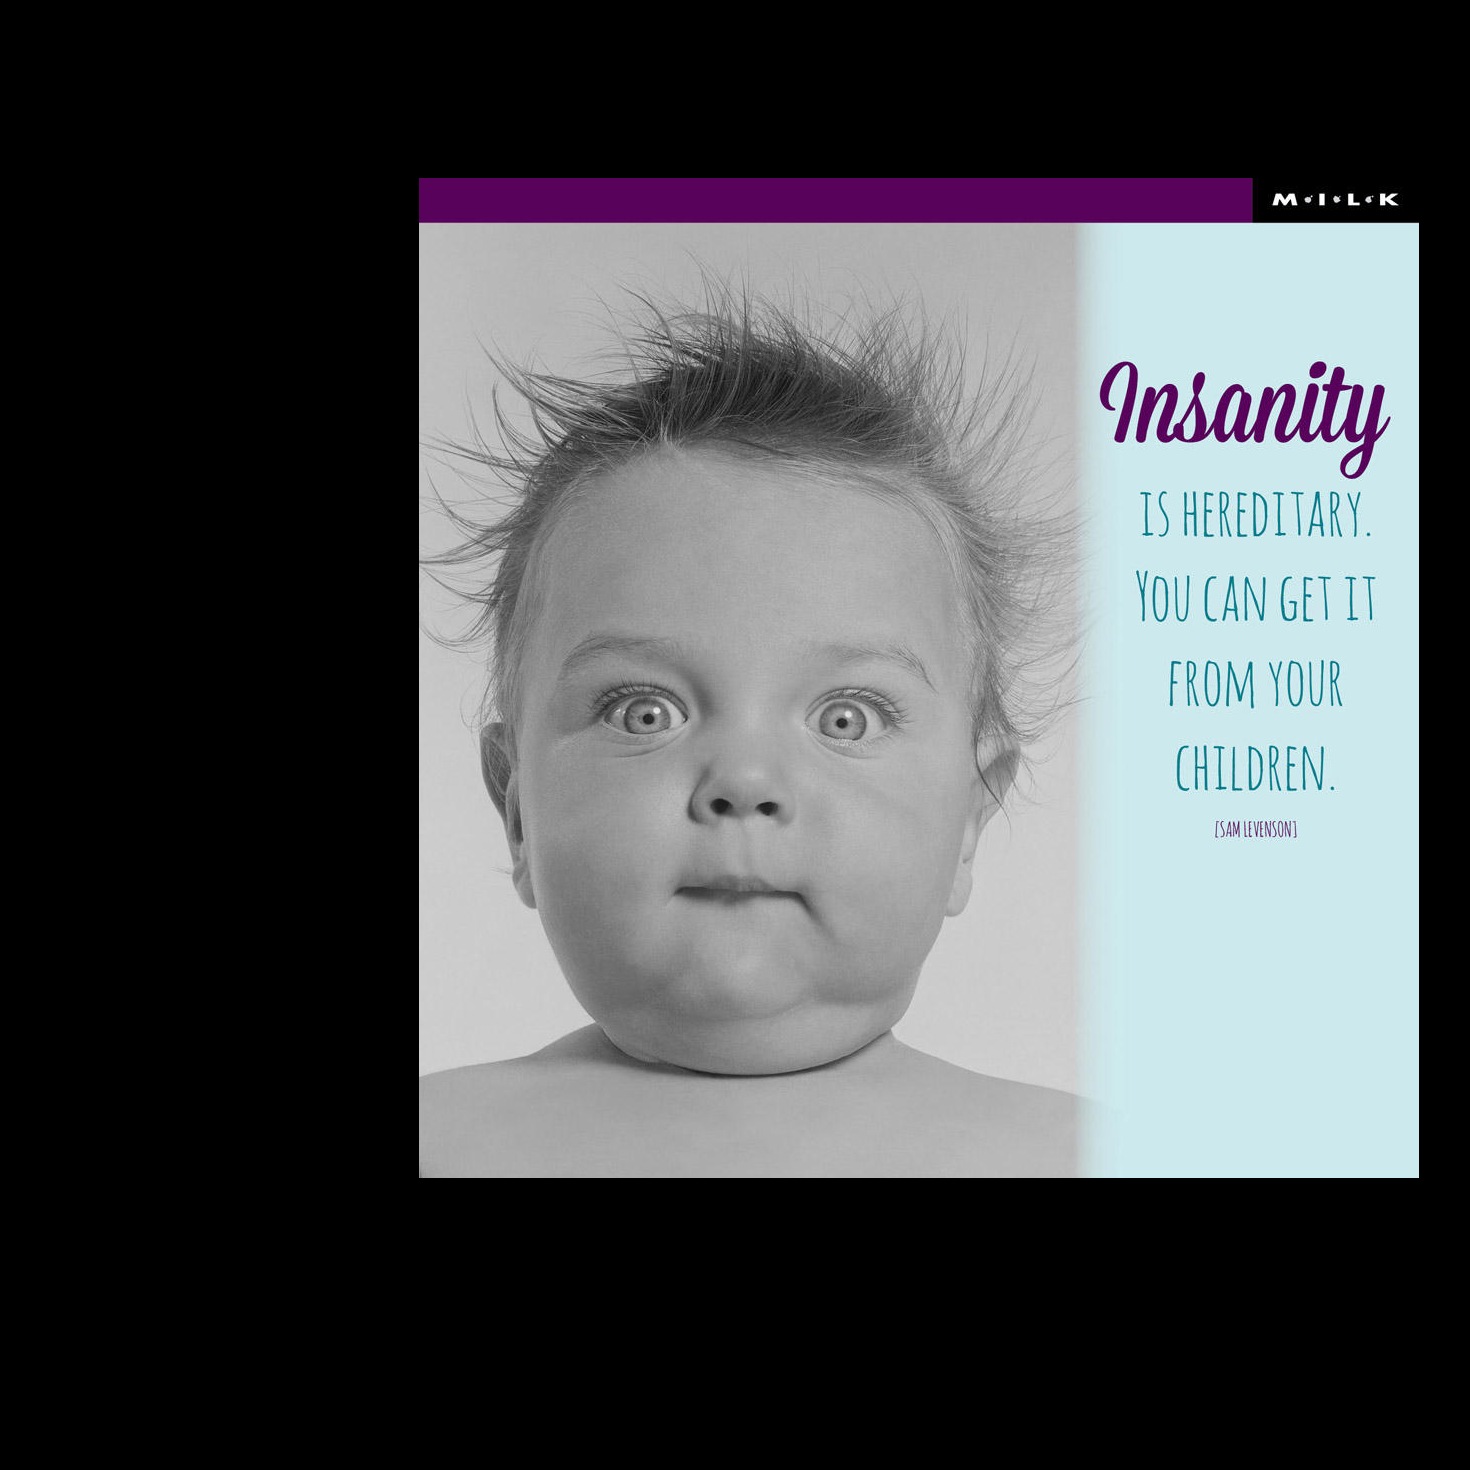 M·I·L·K
Insanity
IS HEREDITARY.
YOU CAN GET IT
FROM YOUR
CHILDREN.
[SAM LEVENSON]